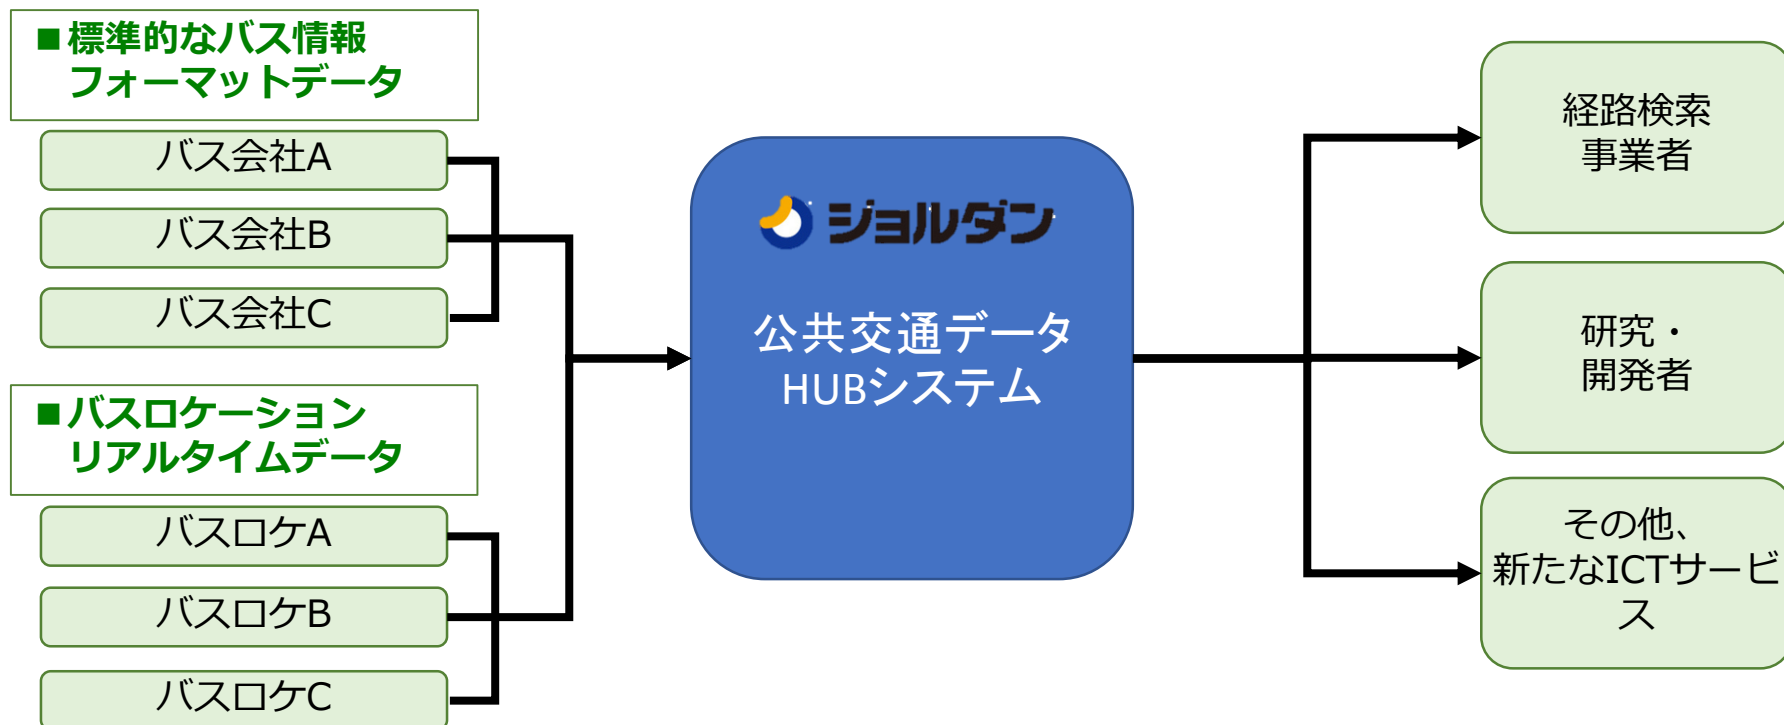 ■標準的なバス情報
フォーマットデータ
バス会社A
バス会社B
バス会社C
■バスロケーション
リアルタイムデータ
バスロケA
バスロケB
バスロケC
ジョルダン
公共交通データ
HUBシステム
経路検索
事業者
研究・
開発者
その他、
新たなICTサービ
ス